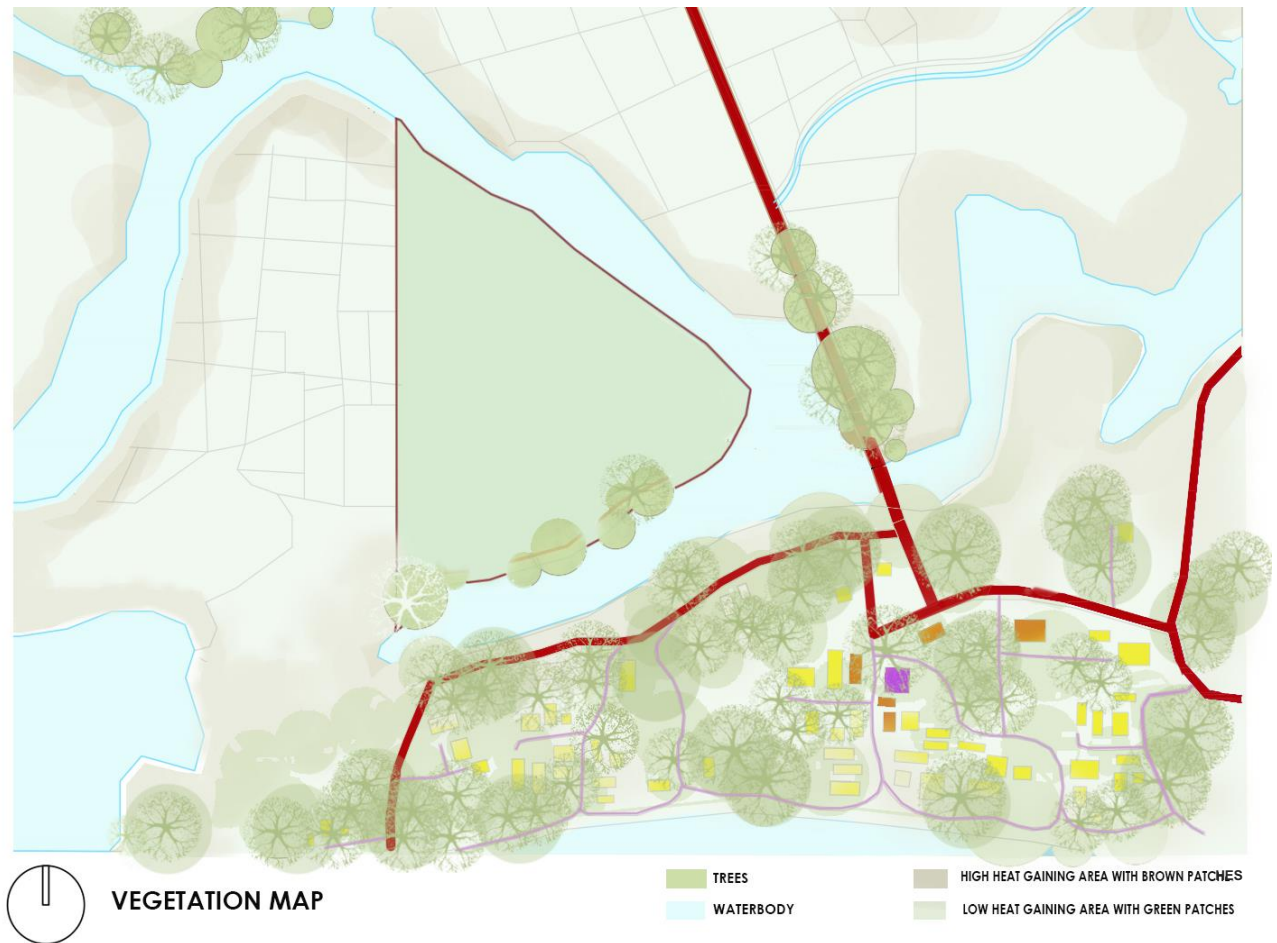 VEGETATION MAP
TREES
WATERBODY
HIGH HEAT GAINING AREA WITH BROWN PATCHES
LOW HEAT GAINING AREA WITH GREEN PATCHES